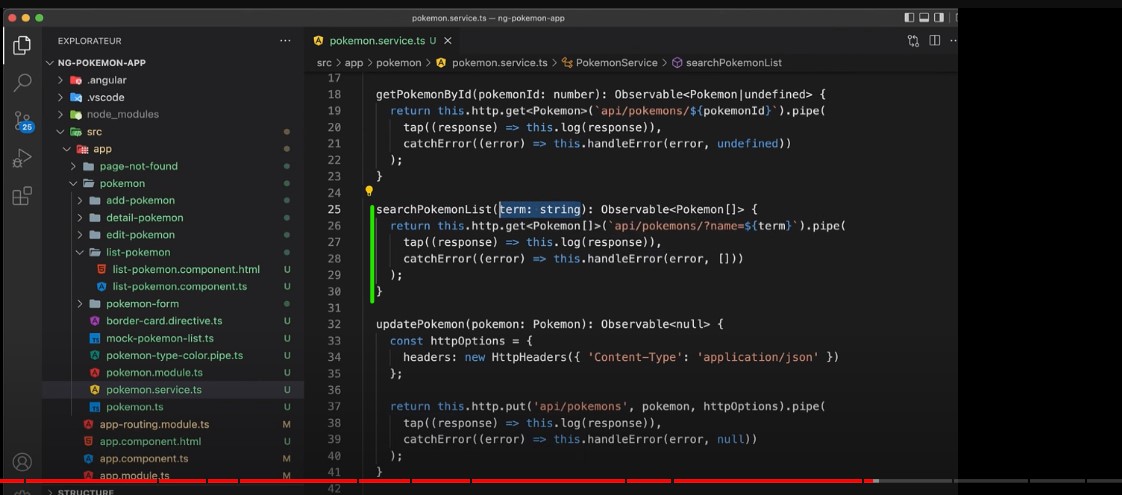 pokemon.service.ts — ng-pokemon-app
EXPLORATEUR
NG-POKEMON-APP
.angular
.vscode
node_modules
src
app
page-not-found
pokemon
add-pokemon
detail-pokemon
edit-pokemon
list-pokemon
list-pokemon.component.html U
list-pokemon.component.ts U
pokemon-form
border-card.directive.ts U
mock-pokemon-list.ts U
pokemon-type-color.pipe.ts U
pokemon.module.ts U
pokemon.service.ts U
pokemon.ts U
app-routing.module.ts M
app.component.html U
app.component.ts M
app.module.ts M
STRUCTURE
25
pokemon.service.ts U ×
src > app > pokemon > pokemon.service.ts > PokemonService > searchPokemonList
17
18 getPokemonById(pokemonId: number): Observable<Pokemon|undefined> {
19 return this.http.get<Pokemon>(`api/pokemons/${pokemonId}`).pipe(
20 tap((response) => this.log(response)),
21 catchError((error) => this.handleError(error, undefined))
22 );
23 }
24
25 searchPokemonList(term: string): Observable<Pokemon[]> {
26 return this.http.get<Pokemon[]>(`api/pokemons/?name=${term}`).pipe(
27 tap((response) => this.log(response)),
28 catchError((error) => this.handleError(error, []))
29 );
30 }
31
32 updatePokemon(pokemon: Pokemon): Observable<null> {
33 const httpOptions = {
34 headers: new HttpHeaders({ 'Content-Type': 'application/json' })
35 };
36
37 return this.http.put('api/pokemons', pokemon, httpOptions).pipe(
38 tap((response) => this.log(response)),
39 catchError((error) => this.handleError(error, null))
40 );
41 }
42